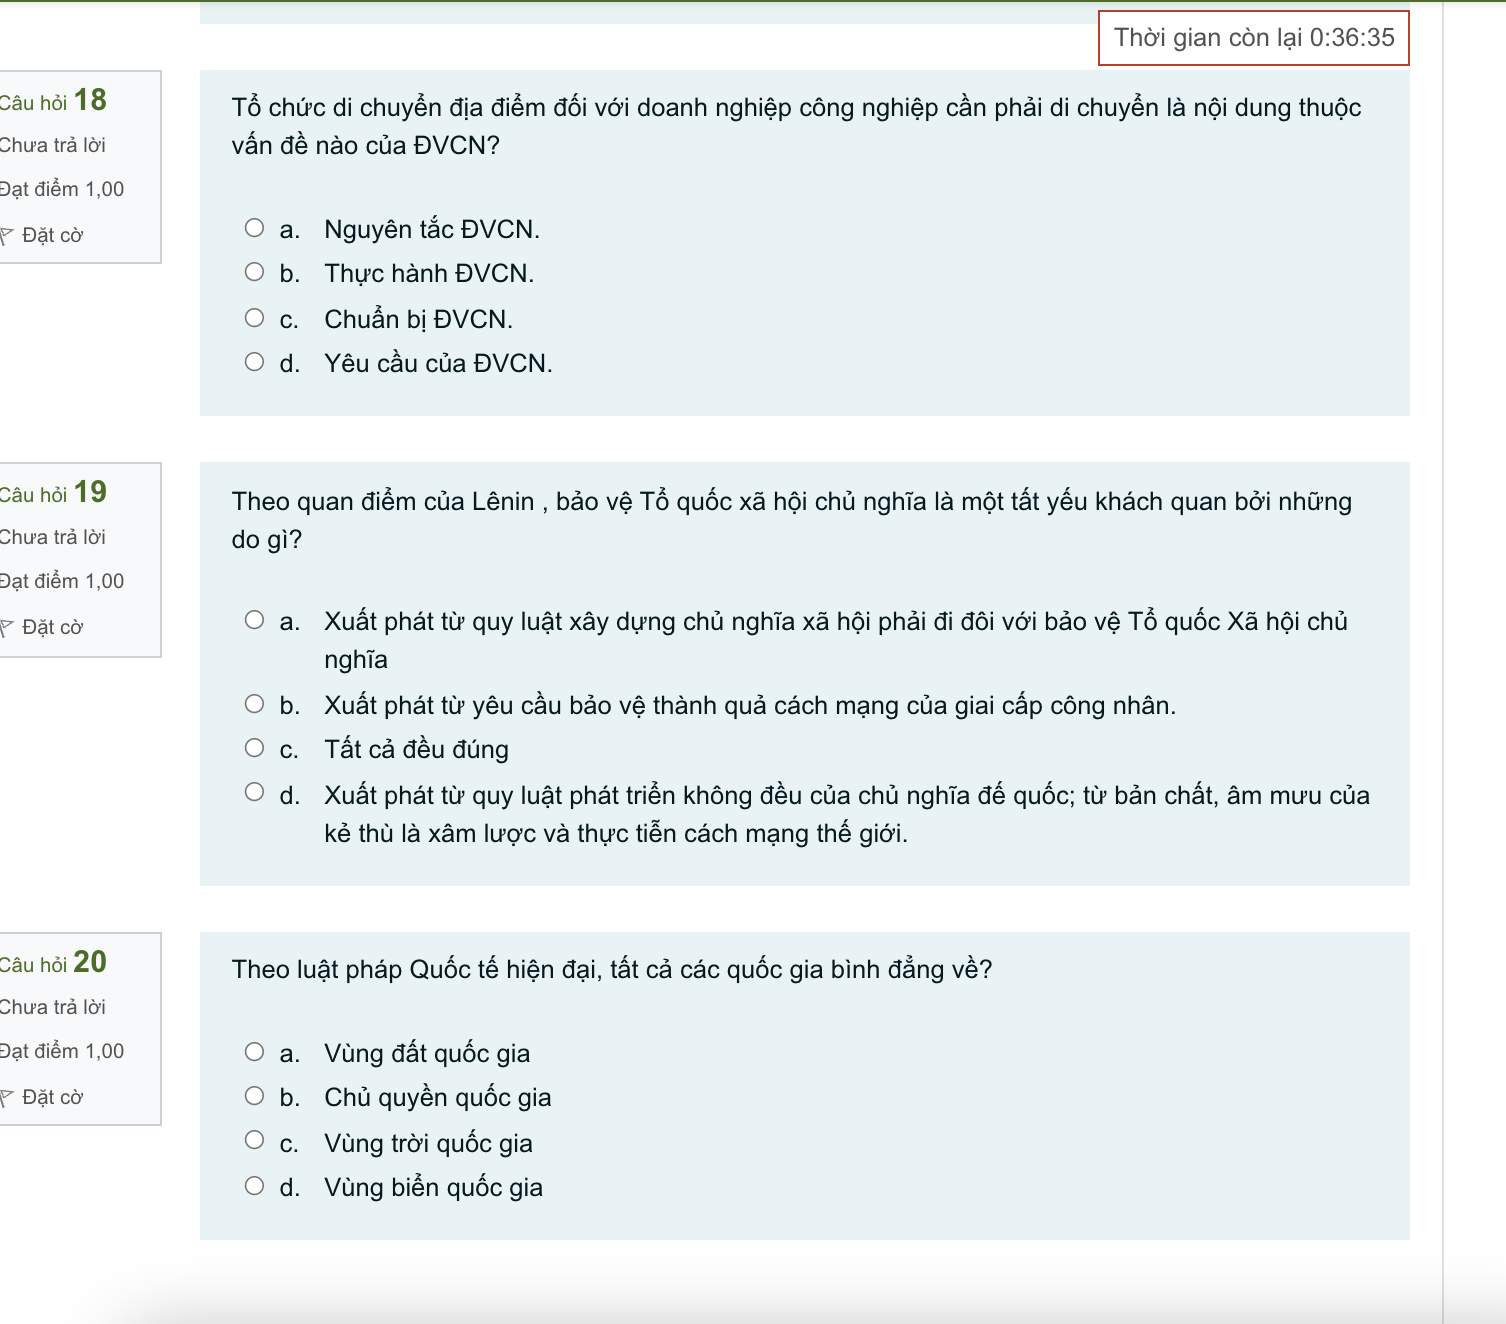 Thời gian còn lại 0:36:35
Câu hỏi 18
Chưa trả lời
Đạt điểm 1,00
Đặt cờ
Tổ chức di chuyển địa điểm đối với doanh nghiệp công nghiệp cần phải di chuyển là nội dung thuộc
vấn đề nào của ĐVCN?
a. Nguyên tắc ĐVCN.
b. Thực hành ĐVCN.
c. Chuẩn bị ĐVCN.
d. Yêu cầu của ĐVCN.
Câu hỏi 19
Chưa trả lời
Đạt điểm 1,00
Đặt cờ
Theo quan điểm của Lênin , bảo vệ Tổ quốc xã hội chủ nghĩa là một tất yếu khách quan bởi những
do gì?
a. Xuất phát từ quy luật xây dựng chủ nghĩa xã hội phải đi đôi với bảo vệ Tổ quốc Xã hội chủ
nghĩa
b. Xuất phát từ yêu cầu bảo vệ thành quả cách mạng của giai cấp công nhân.
c. Tất cả đều đúng
d. Xuất phát từ quy luật phát triển không đều của chủ nghĩa đế quốc; từ bản chất, âm mưu của
kẻ thù là xâm lược và thực tiễn cách mạng thế giới.
Câu hỏi 20
Chưa trả lời
Đạt điểm 1,00
Đặt cờ
Theo luật pháp Quốc tế hiện đại, tất cả các quốc gia bình đẳng về?
a. Vùng đất quốc gia
b. Chủ quyền quốc gia
c. Vùng trời quốc gia
d. Vùng biển quốc gia